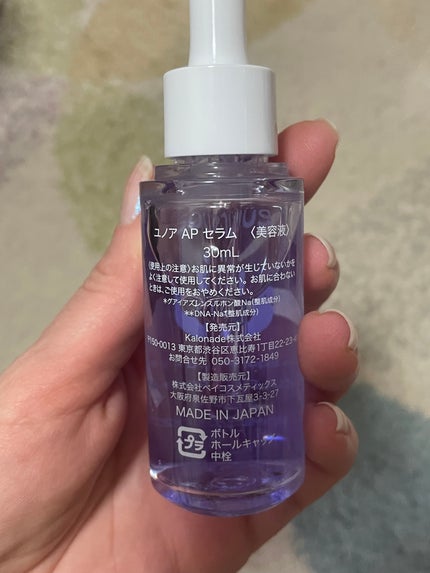 ユノア AP セラム 〈美容液〉
30mL
〈使用上の注意〉お肌に異常が生じていないかを
よく注意して使用してください。お肌に合わない
ときは、ご使用をおやめください。
*グアイアズレンスルホン酸Na(整肌成分)
**DNA-Na(整肌成分)
【発売元】
Kalonade株式会社
〒150-0013 東京都渋谷区恵比寿1丁目22-23-4
お問合せ先 050-3172-1849
【製造販売元】
株式会社ベイコスメティックス
大阪府泉佐野市下瓦屋3-3-27
MADE IN JAPAN
プラ
ボトル
ホールキャップ
中栓